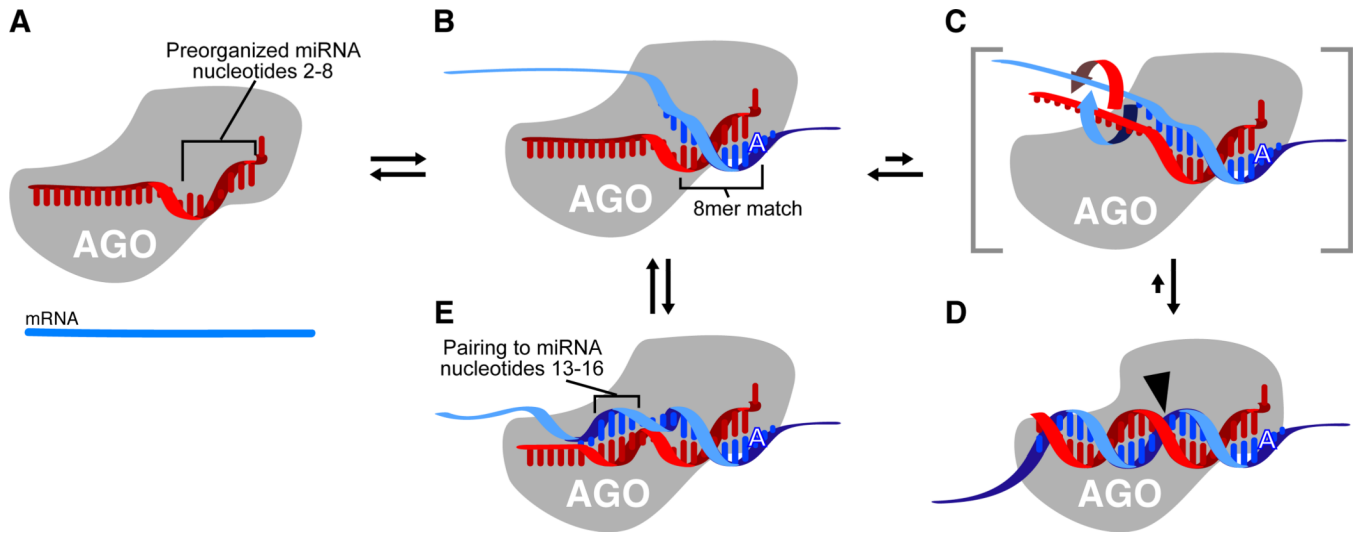 A
Preorganized miRNA
nucleotides 2-8
AGO
mRNA
B
A
AGO
8mer match
C
A
AGO
E
Pairing to miRNA
nucleotides 13-16
A
AGO
D
A
AGO